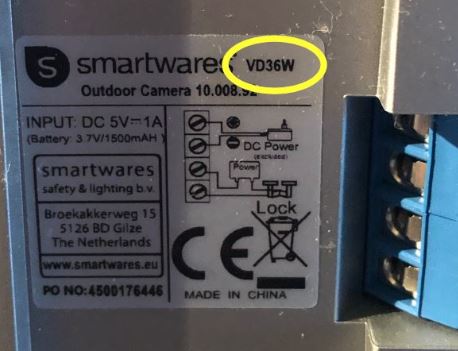 S smartwares VD36W
Outdoor Camera 10.008.92
INPUT: DC 5V⎓1A
(Battery: 3.7V/1500mAH )
DC Power
Power
smartwares
safety & lighting b.v.
Lock
Broekakkerweg 15
5126 BD Gilze
The Netherlands
www.smartwares.eu
CE
PO NO: 4500176446
MADE IN CHINA